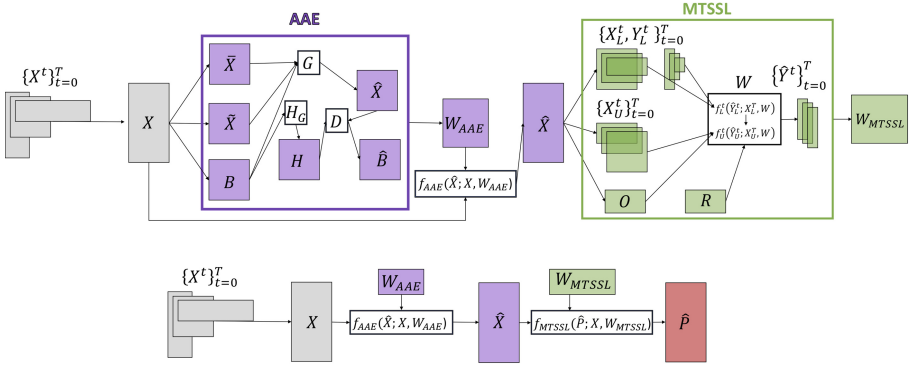 AAE
MTSSL
{X^t}_{t=0}^T
X
X̄
X̃
B
G
H_G
H
D
X̂
B̂
W_AAE
f_AAE(X̂; X, W_AAE)
X̂
{X_L^t, Y_L^t}_{t=0}^T
{X_U^t}_{t=0}^T
O
R
W
f_L^t(Ŷ_L^t; X_L^T, W)
f_U^t(Ŷ_U^t; X_U^T, W)
{Ŷ^t}_{t=0}^T
W_MTSSL
{X^t}_{t=0}^T
X
W_AAE
f_AAE(X̂; X, W_AAE)
X̂
W_MTSSL
f_MTSSL(P̂; X, W_MTSSL)
P̂